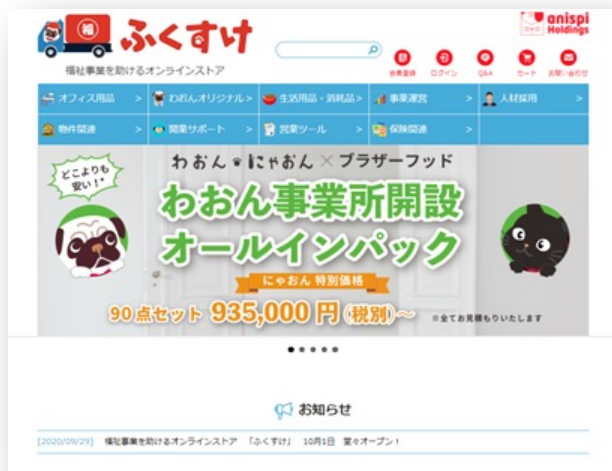 福
ふくすけ
福祉事業を助けるオンラインストア
anispi
Holdings
会員登録 ログイン Q&A カート お問い合わせ
オフィス用品 > わおんオリジナル > 生活用品・消耗品 > 事業運営 > 人材採用 >
物件関連 > 開業サポート > 営業ツール > 保険関連 >
どこよりも
安い!*
わおん にゃおん × ブラザーフッド
わおん事業所開設
オールインパック
にゃおん 特別価格
90点セット 935,000円(税別)~ ※全てお見積もりいたします
お知らせ
[2020/09/29] 福祉事業を助けるオンラインストア 「ふくすけ」 10月1日 堂々オープン!